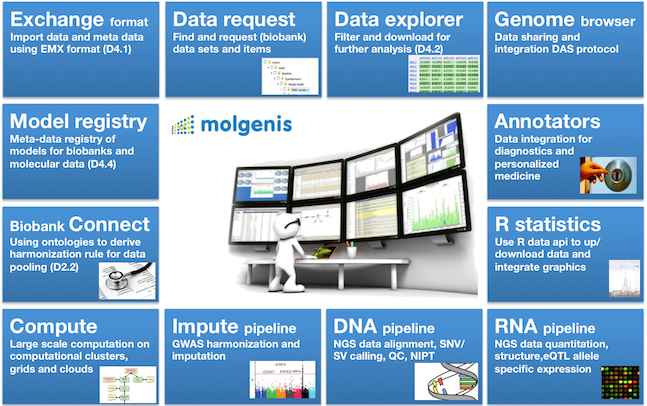 Exchange format
Import data and meta data
using EMX format (D4.1)
Data request
Find and request (biobank)
data sets and items
Data explorer
Filter and download for
further analysis (D4.2)
Genome browser
Data sharing and
integration DAS protocol
Model registry
Meta-data registry of
models for biobanks and
molecular data (D4.4)
molgenis
Annotators
Data integration for
diagnostics and
personalized
medicine
Biobank Connect
Using ontologies to derive
harmonization rule for data
pooling (D2.2)
R statistics
Use R data api to up/
download data and
integrate graphics
Compute
Large scale computation on
computational clusters,
grids and clouds
Impute pipeline
GWAS harmonization and
imputation
DNA pipeline
NGS data alignment, SNV/
SV calling, QC, NIPT
RNA pipeline
NGS data quantitation,
structure,eQTL allele
specific expression